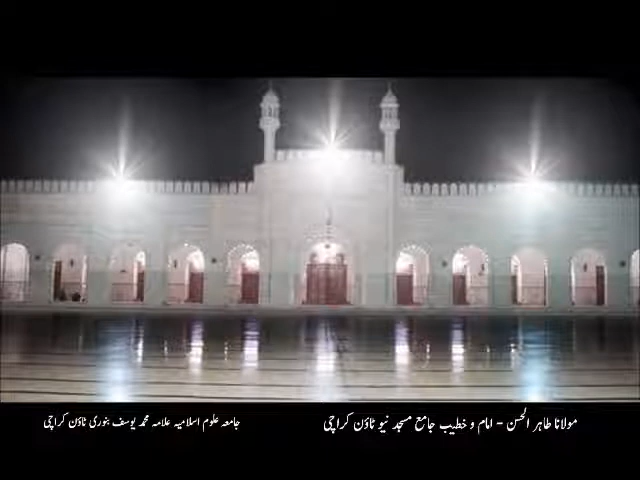 مولانا طاہر الحسن - امام و خطیب جامع مسجد نیو ٹاؤن کراچی
جامعہ علوم اسلامیہ علامہ محمد یوسف بنوری ٹاؤن کراچی